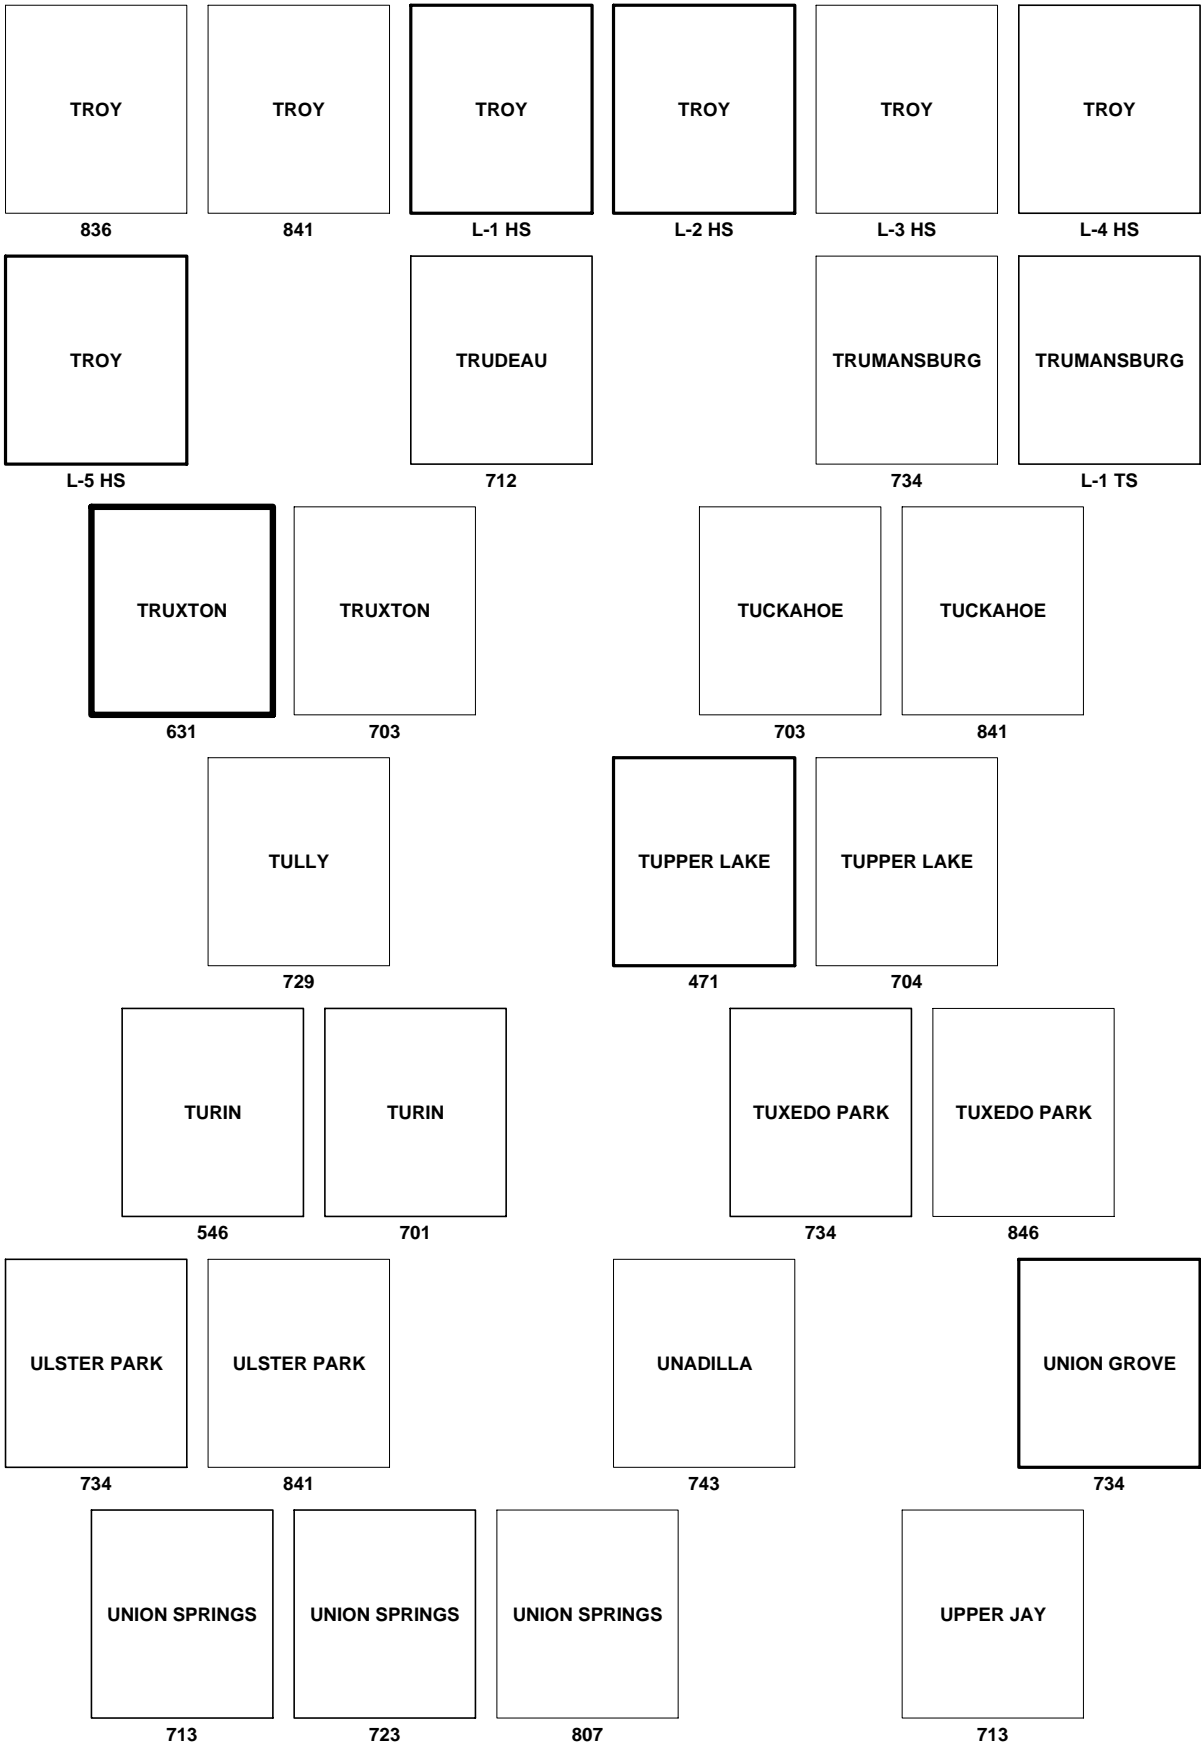 TROY TROY TROY TROY TROY TROY
836 841 L-1 HS L-2 HS L-3 HS L-4 HS
TROY TRUDEAU TRUMANSBURG TRUMANSBURG
L-5 HS 712 734 L-1 TS
TRUXTON TRUXTON TUCKAHOE TUCKAHOE
631 703 703 841
TULLY TUPPER LAKE TUPPER LAKE
729 471 704
TURIN TURIN TUXEDO PARK TUXEDO PARK
546 701 734 846
ULSTER PARK ULSTER PARK UNADILLA UNION GROVE
734 841 743 734
UNION SPRINGS UNION SPRINGS UNION SPRINGS UPPER JAY
713 723 807 713